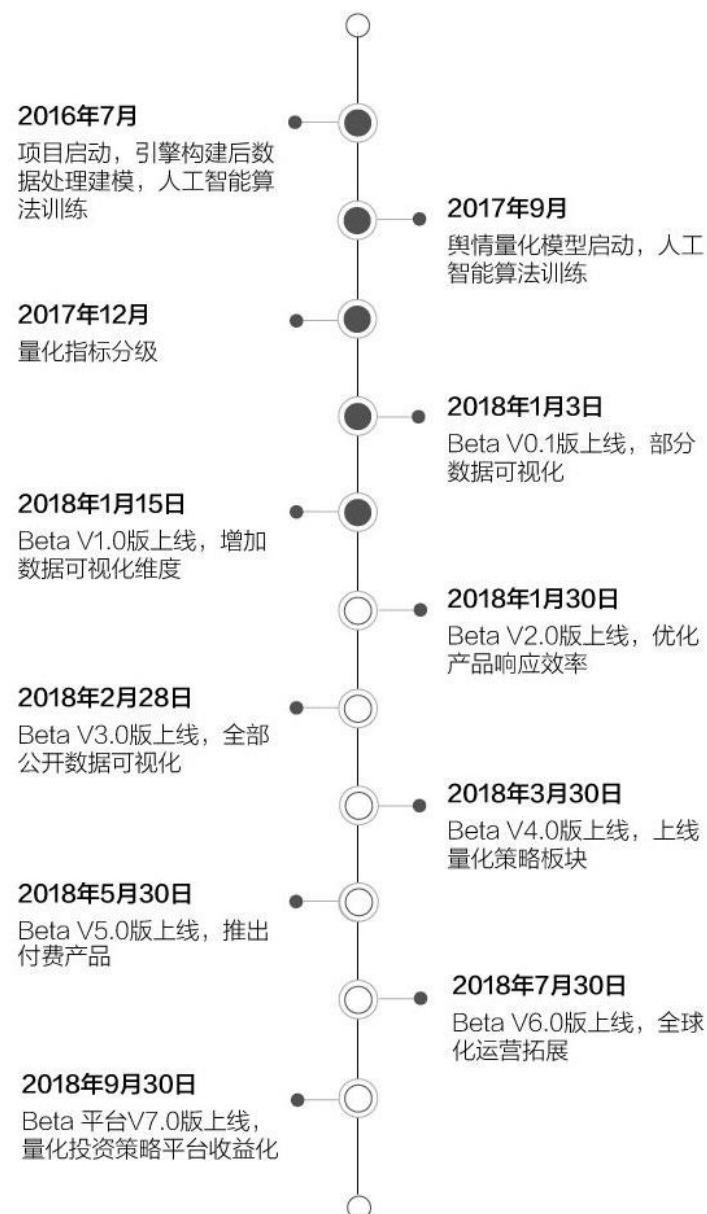 2016年7月
项目启动，引擎构建后数
据处理建模，人工智能算
法训练
2017年9月
舆情量化模型启动，人工
智能算法训练
2017年12月
量化指标分级
2018年1月3日
Beta V0.1版上线，部分
数据可视化
2018年1月15日
Beta V1.0版上线，增加
数据可视化维度
2018年1月30日
Beta V2.0版上线，优化
产品响应效率
2018年2月28日
Beta V3.0版上线，全部
公开数据可视化
2018年3月30日
Beta V4.0版上线，上线
量化策略板块
2018年5月30日
Beta V5.0版上线，推出
付费产品
2018年7月30日
Beta V6.0版上线，全球
化运营拓展
2018年9月30日
Beta 平台V7.0版上线，
量化投资策略平台收益化